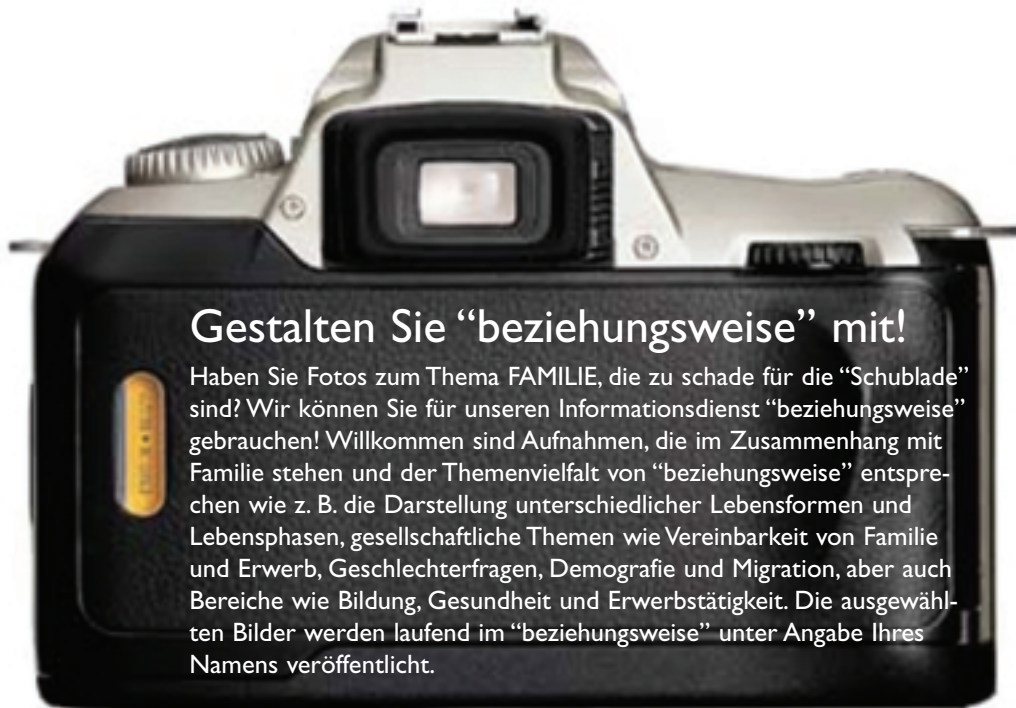 Gestalten Sie “beziehungsweise” mit!
Haben Sie Fotos zum Thema FAMILIE, die zu schade für die “Schublade”
sind? Wir können Sie für unseren Informationsdienst “beziehungsweise”
gebrauchen! Willkommen sind Aufnahmen, die im Zusammenhang mit
Familie stehen und der Themenvielfalt von “beziehungsweise” entspre-
chen wie z. B. die Darstellung unterschiedlicher Lebensformen und
Lebensphasen, gesellschaftliche Themen wie Vereinbarkeit von Familie
und Erwerb, Geschlechterfragen, Demografie und Migration, aber auch
Bereiche wie Bildung, Gesundheit und Erwerbstätigkeit. Die ausgewähl-
ten Bilder werden laufend im “beziehungsweise” unter Angabe Ihres
Namens veröffentlicht.